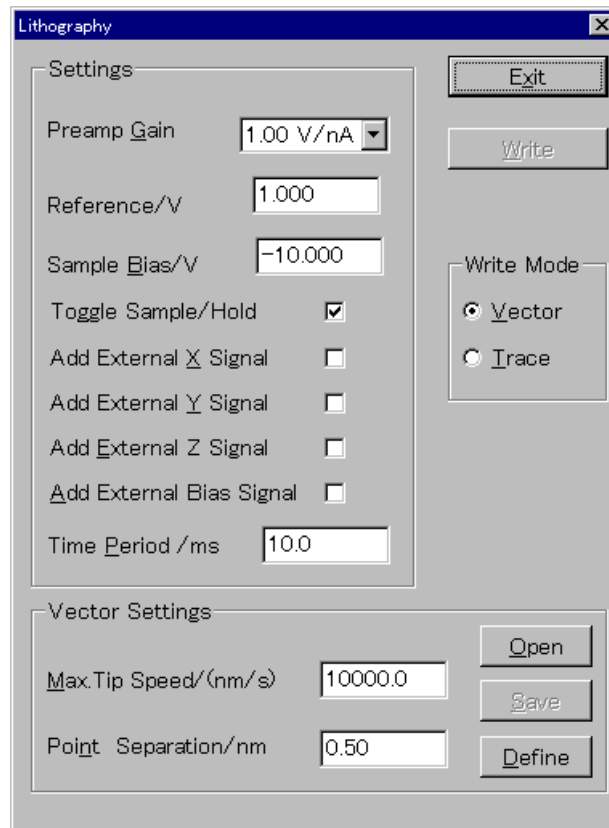 Lithography
Settings
Preamp Gain 1.00 V/nA
Reference/V 1.000
Sample Bias/V -10.000
Toggle Sample/Hold
Add External X Signal
Add External Y Signal
Add External Z Signal
Add External Bias Signal
Time Period /ms 10.0
Exit
Write
Write Mode
Vector
Trace
Vector Settings
Max.Tip Speed/(nm/s) 10000.0
Point Separation/nm 0.50
Open
Save
Define